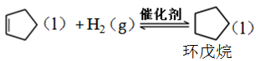 (l) + H₂(g) 催化剂 ⇌ (l)
环戊烷